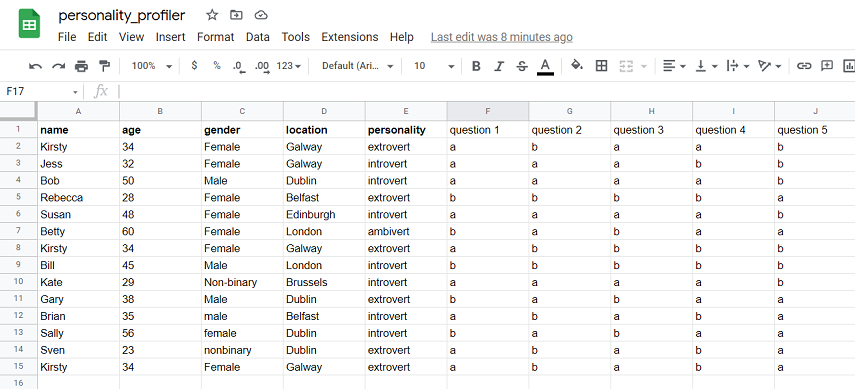 personality_profiler
File Edit View Insert Format Data Tools Extensions Help Last edit was 8 minutes ago
100% $ % .0 .00 123 Default (Ari... 10 B I S A
F17 fx
A B C D E F G H I J
1 name age gender location personality question 1 question 2 question 3 question 4 question 5
2 Kirsty 34 Female Galway extrovert a b a a b
3 Jess 32 Female Galway introvert a a a b b
4 Bob 50 Male Dublin introvert a a a a b
5 Rebecca 28 Female Belfast extrovert b b b b a
6 Susan 48 Female Edinburgh introvert a a a a b
7 Betty 60 Female London ambivert b a b b a
8 Kirsty 34 Female Galway extrovert a b a a b
9 Bill 45 Male London introvert b b b b b
10 Kate 29 Non-binary Brussels introvert a a a a a
11 Gary 38 Male Dublin extrovert b a b b a
12 Brian 35 male Belfast introvert a b a a b
13 Sally 56 female Dublin introvert b a a b a
14 Sven 23 nonbinary Dublin extrovert a b a b a
15 Kirsty 34 Female Galway extrovert a b a a a
16